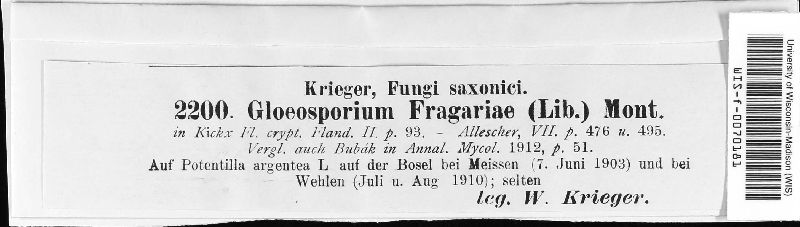 Krieger, Fungi saxonici.
2200. Gloeosporium Fragariae (Lib.) Mont.
in Kickx Fl. crypt. Fland. II. p. 93. - Allescher, VII. p. 476 u. 495.
Vergl. auch Bubák in Annal. Mycol. 1912, p. 51.
Auf Potentilla argentea L auf der Bosel bei Meissen (7. Juni 1903) und bei
Wehlen (Juli u. Aug 1910); selten
leg. W. Krieger.
WIS-f-0070181
University of Wisconsin-Madison (WIS)